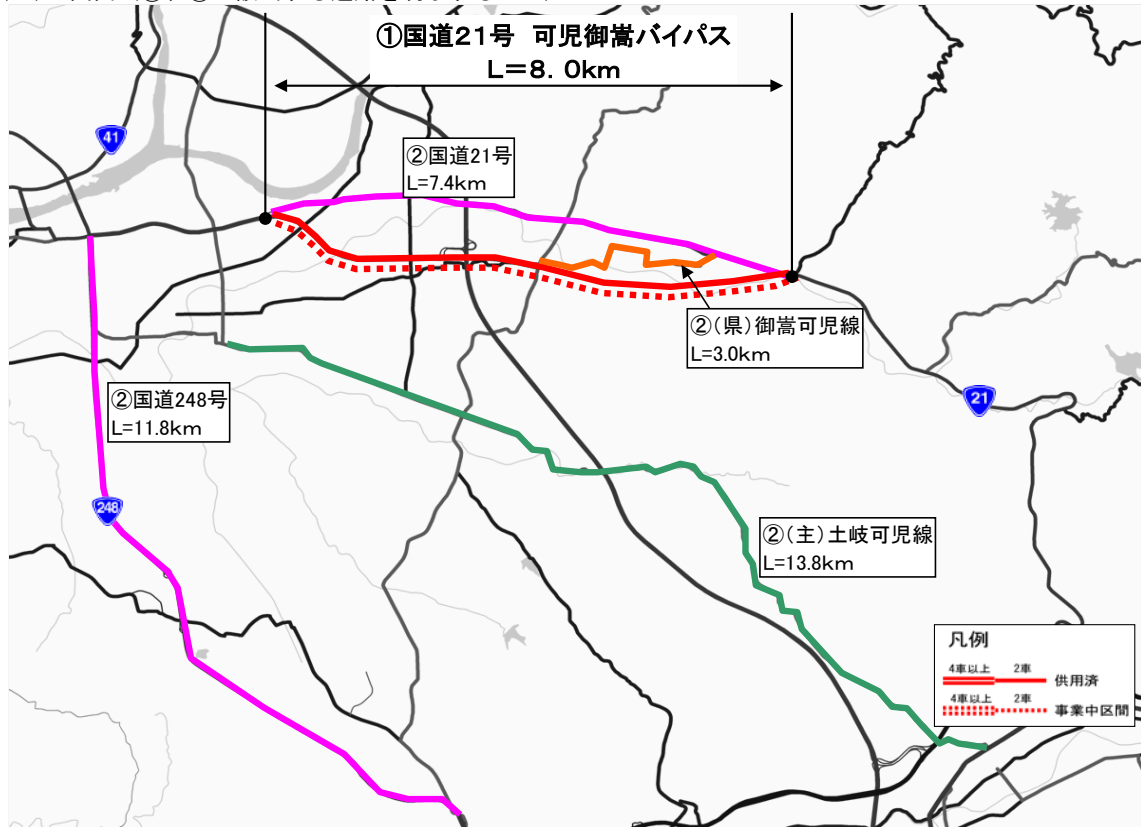 ①国道21号 可児御嵩バイパス
L=8.0km
41
②国道21号
L=7.4km
②(県)御嵩可児線
L=3.0km
②国道248号
L=11.8km
21
248
②(主)土岐可児線
L=13.8km
凡例
4車以上 2車 供用済
4車以上 2車 事業中区間